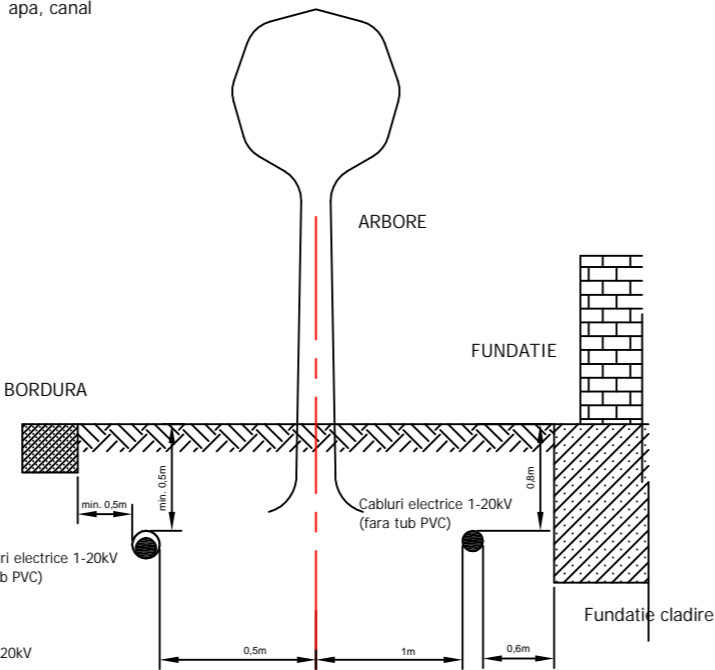 apa, canal
ARBORE
FUNDATIE
BORDURA
min. 0,5m
min. 0,5m
0,8m
Cabluri electrice 1-20kV
(fara tub PVC)
ri electrice 1-20kV
b PVC)
Fundatie cladire
20kV
0,5m
1m
0,6m